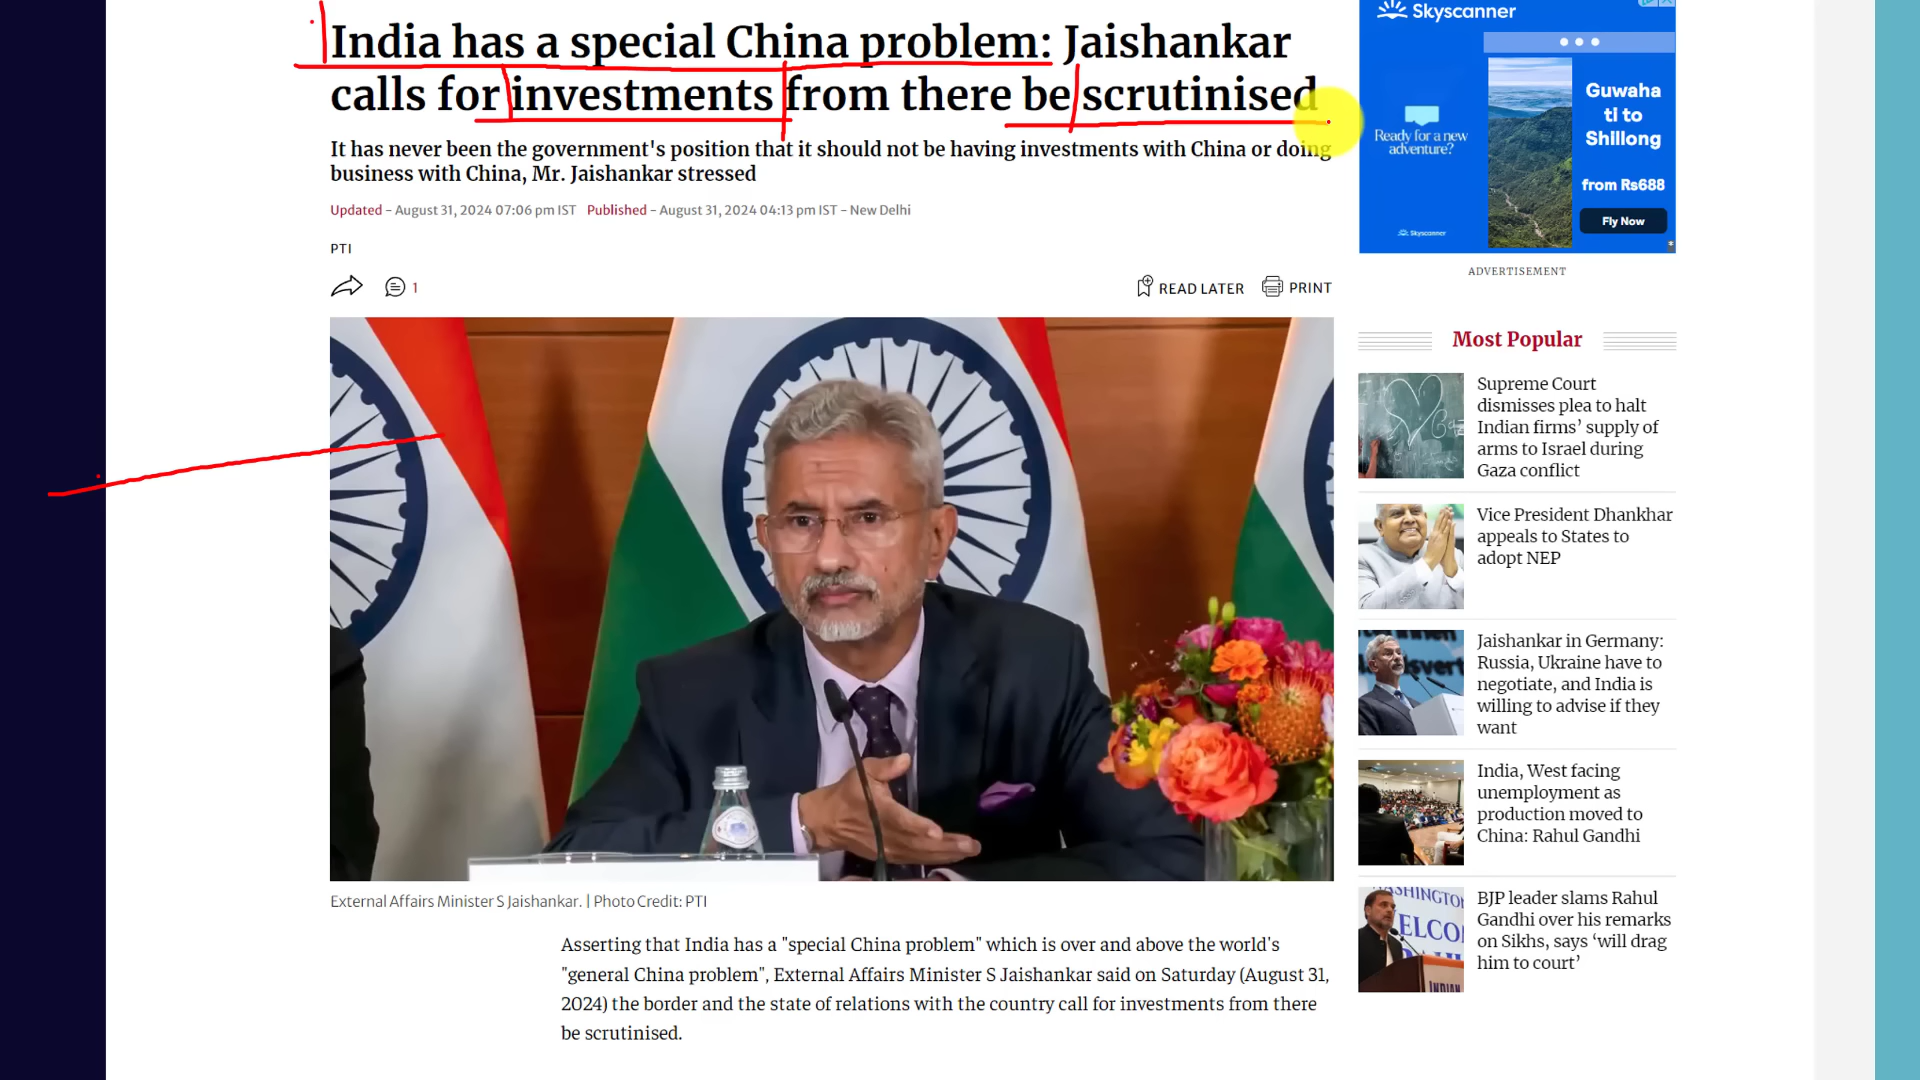 India has a special China problem: Jaishankar
calls for investments from there be scrutinised
It has never been the government's position that it should not be having investments with China or doing
business with China, Mr. Jaishankar stressed
Updated - August 31, 2024 07:06 pm IST Published - August 31, 2024 04:13 pm IST - New Delhi
PTI
1
READ LATER PRINT
External Affairs Minister S Jaishankar. | Photo Credit: PTI
Asserting that India has a "special China problem" which is over and above the world's
"general China problem", External Affairs Minister S Jaishankar said on Saturday (August 31,
2024) the border and the state of relations with the country call for investments from there
be scrutinised.
Skyscanner
Ready for a new
adventure?
Skyscanner
Guwaha
ti to
Shillong
from Rs688
Fly Now
ADVERTISEMENT
Most Popular
Supreme Court
dismisses plea to halt
Indian firms’ supply of
arms to Israel during
Gaza conflict
Vice President Dhankhar
appeals to States to
adopt NEP
Jaishankar in Germany:
Russia, Ukraine have to
negotiate, and India is
willing to advise if they
want
India, West facing
unemployment as
production moved to
China: Rahul Gandhi
BJP leader slams Rahul
Gandhi over his remarks
on Sikhs, says ‘will drag
him to court’